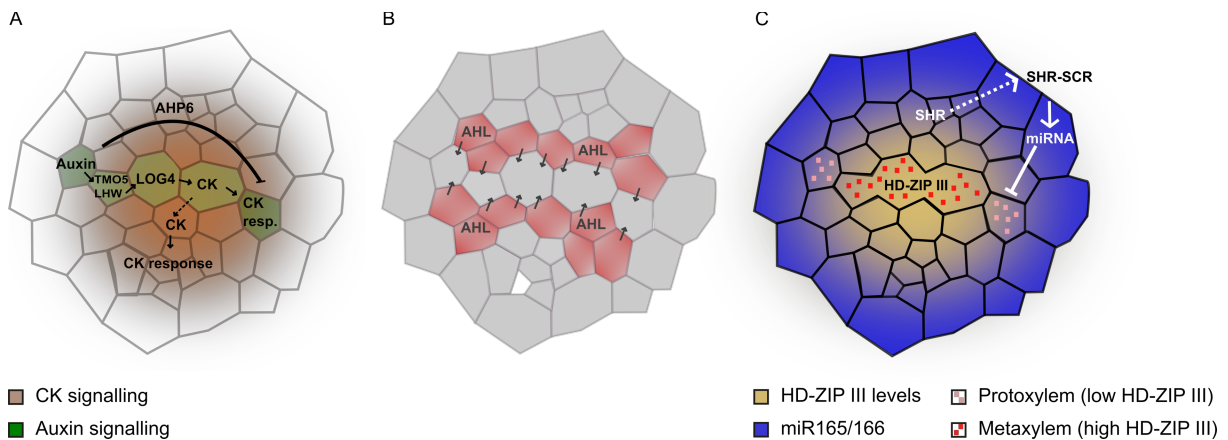 A
AHP6
Auxin
TMO5
LHW
LOG4
CK
CK
resp.
CK
CK response
CK signalling
Auxin signalling
B
AHL
AHL
AHL
AHL
C
SHR-SCR
SHR
miRNA
HD-ZIP III
HD-ZIP III levels
miR165/166
Protoxylem (low HD-ZIP III)
Metaxylem (high HD-ZIP III)